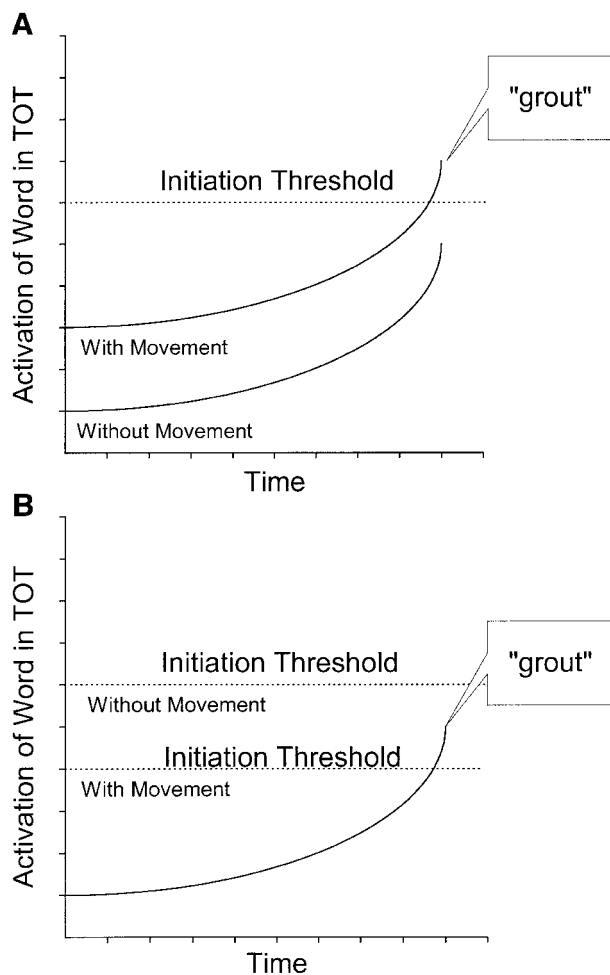 A
"grout"
Initiation Threshold
With Movement
Without Movement
Activation of Word in TOT
Time
B
"grout"
Initiation Threshold
Without Movement
Initiation Threshold
With Movement
Activation of Word in TOT
Time